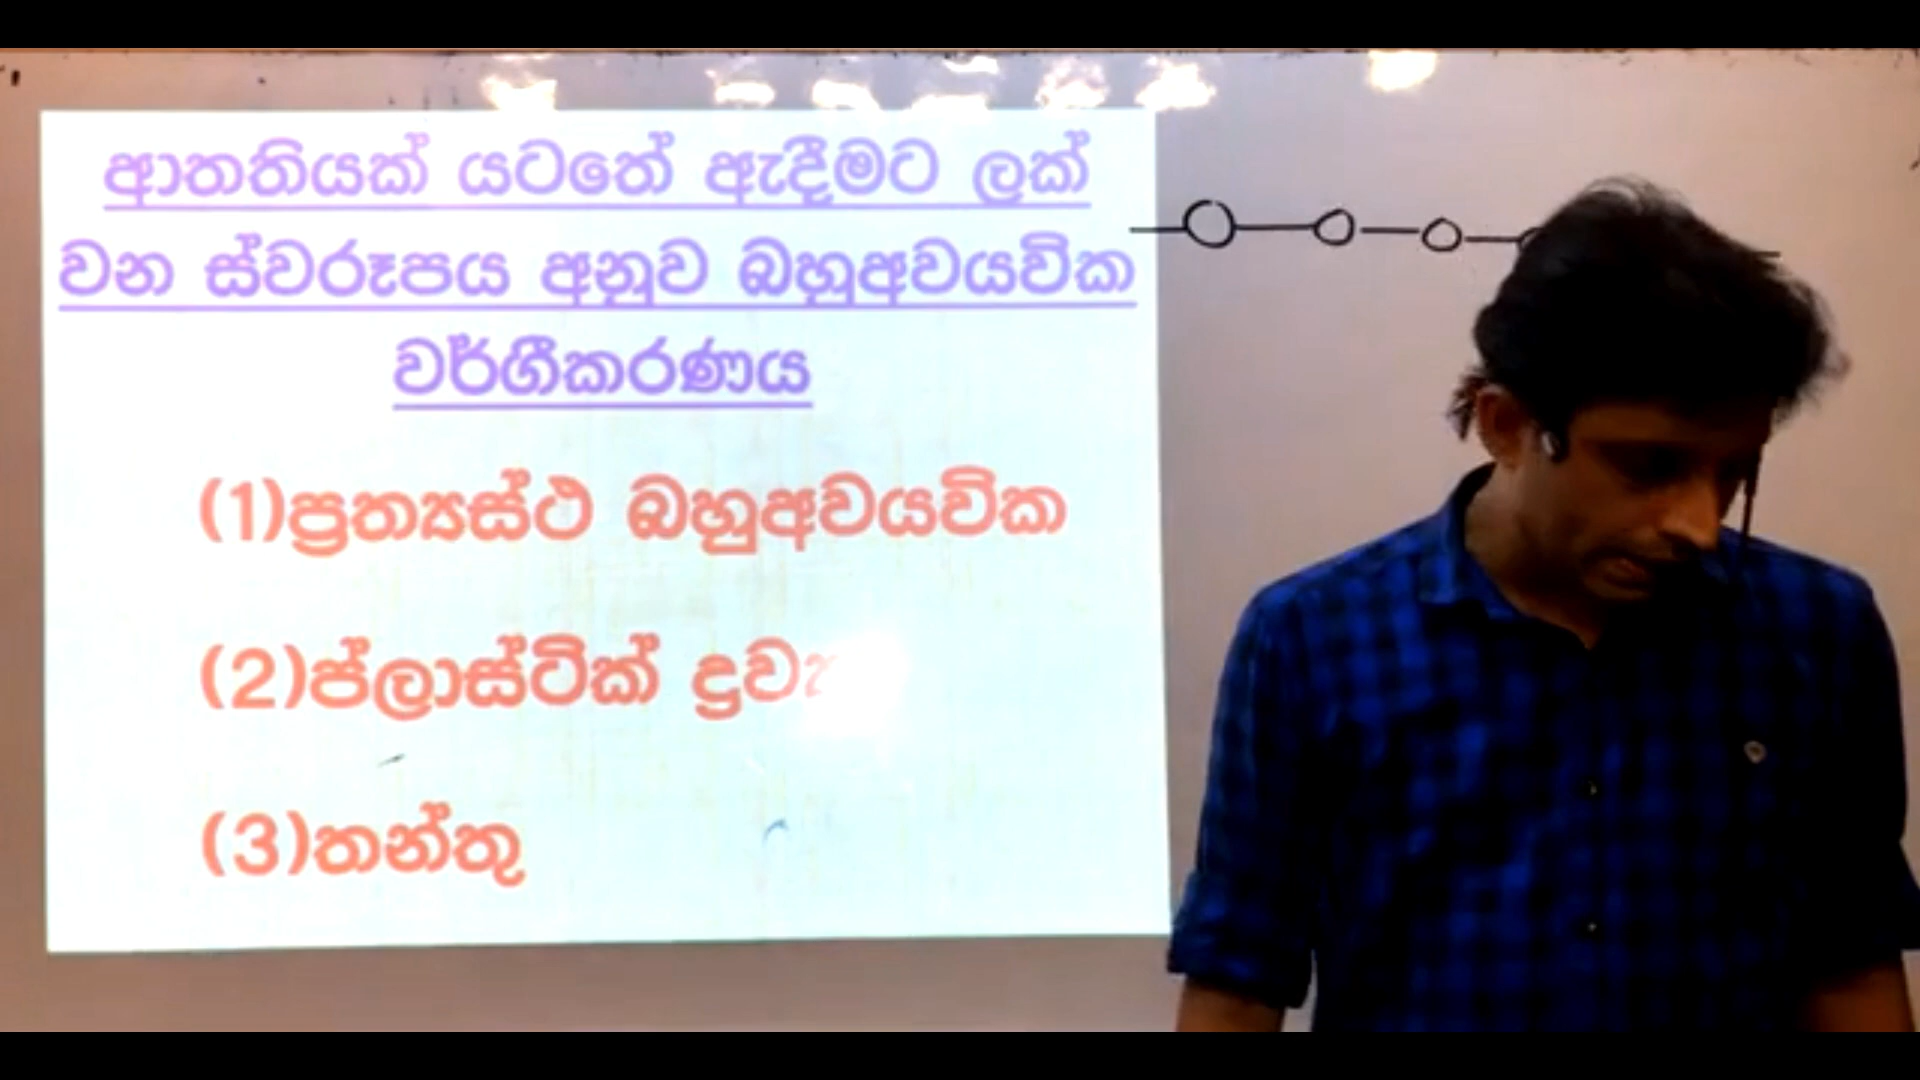 ආතතියක් යටතේ ඇදීමට ලක්
වන ස්වරූපය අනුව බහුඅවයවික
වර්ගීකරණය
(1)ප්‍රත්‍යස්ථ බහුඅවයවික
(2)ප්ලාස්ටික්
(3)තන්තු